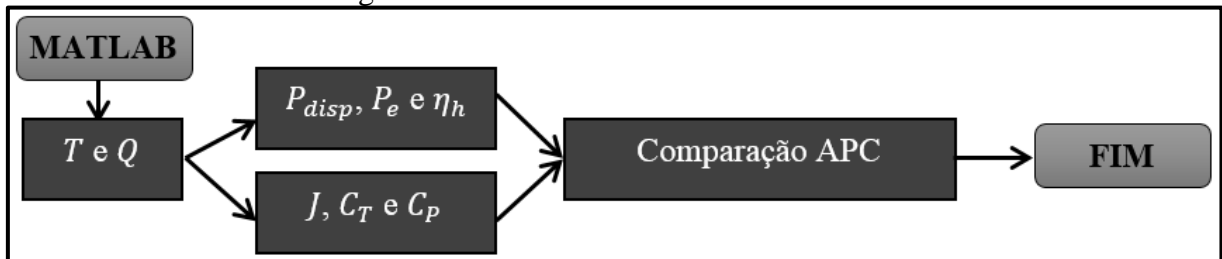 MATLAB
T e Q
P_disp, P_e e η_h
J, C_T e C_P
Comparação APC
FIM